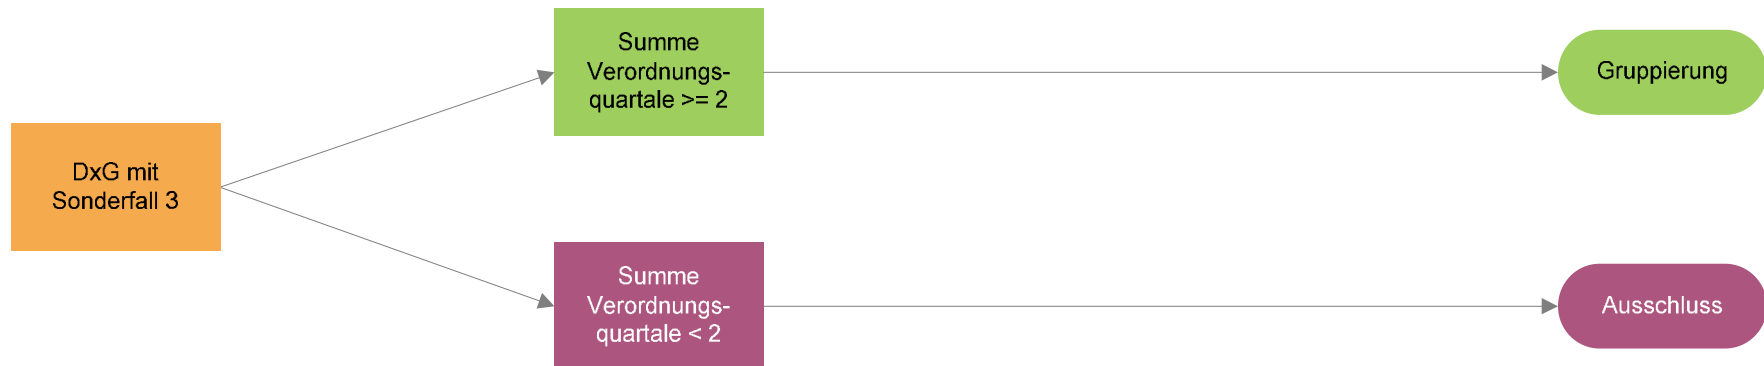 DxG mit
Sonderfall 3
Summe
Verordnungs-
quartale >= 2
Gruppierung
Summe
Verordnungs-
quartale < 2
Ausschluss